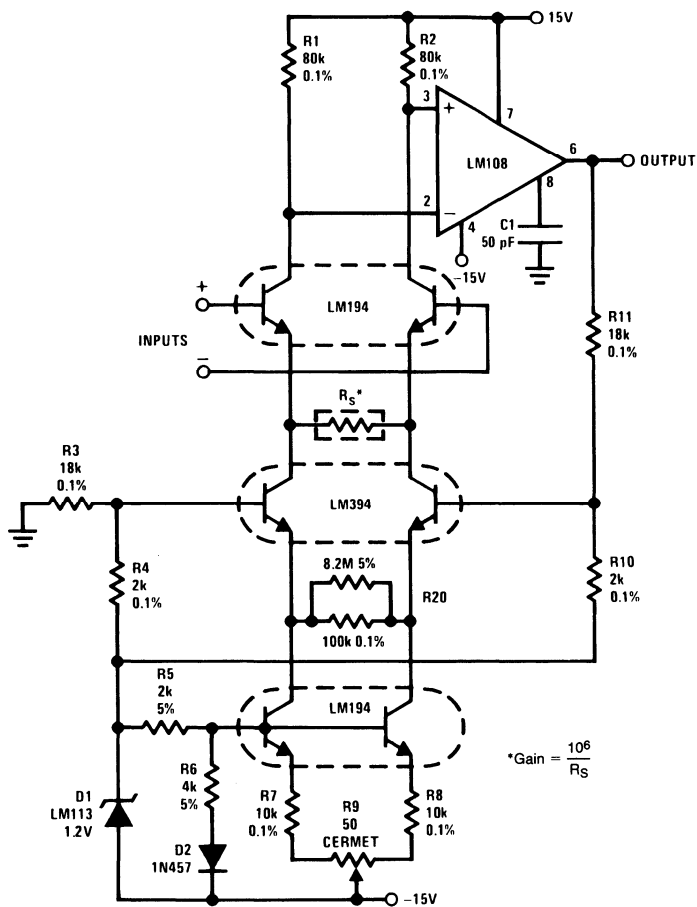 15V
R1
80k
0.1%
R2
80k
0.1%
3
+
7
LM108
6
OUTPUT
8
2
−
4
C1
50 pF
−15V
+
LM194
INPUTS
−
R11
18k
0.1%
RS*
R3
18k
0.1%
LM394
R4
2k
0.1%
8.2M 5%
R20
100k 0.1%
R10
2k
0.1%
R5
2k
5%
LM194
*Gain = 10^6
RS
R6
4k
5%
D1
LM113
1.2V
R7
10k
0.1%
R9
50
CERMET
R8
10k
0.1%
D2
1N457
−15V